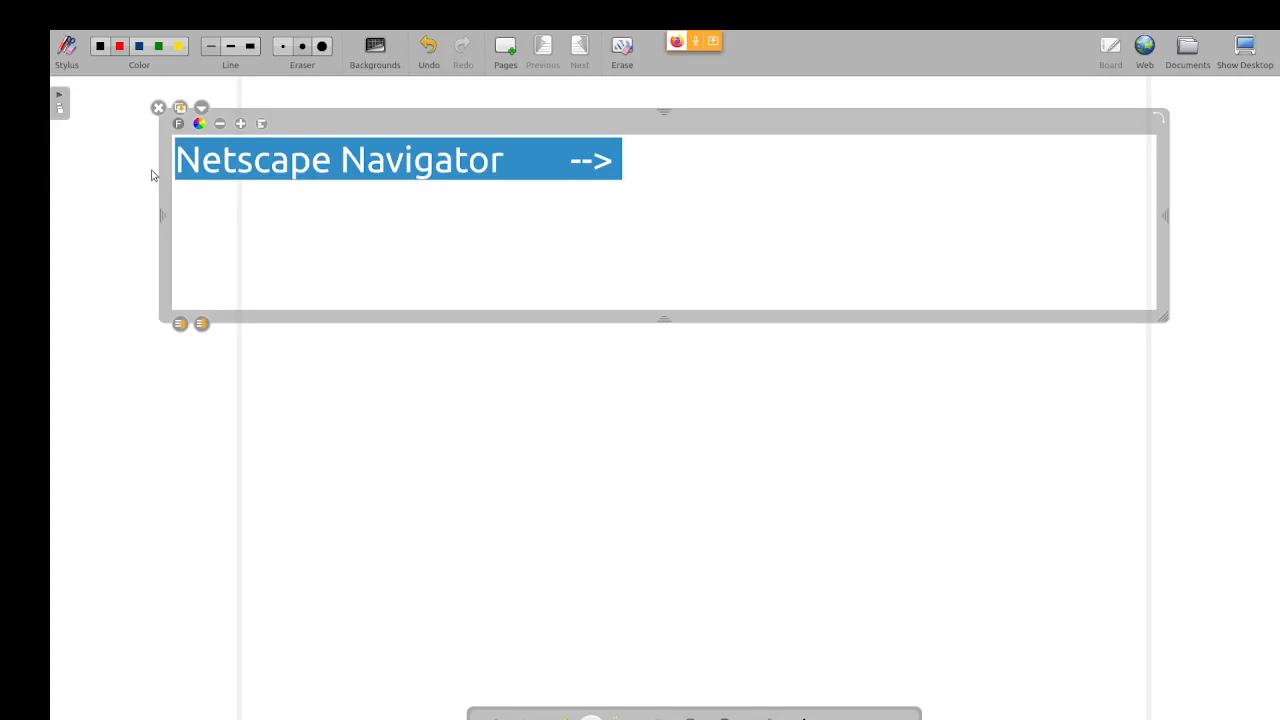 Stylus Color Line Eraser Backgrounds Undo Redo Pages Previous Next Erase Board Web Documents Show Desktop
F
Netscape Navigator -->